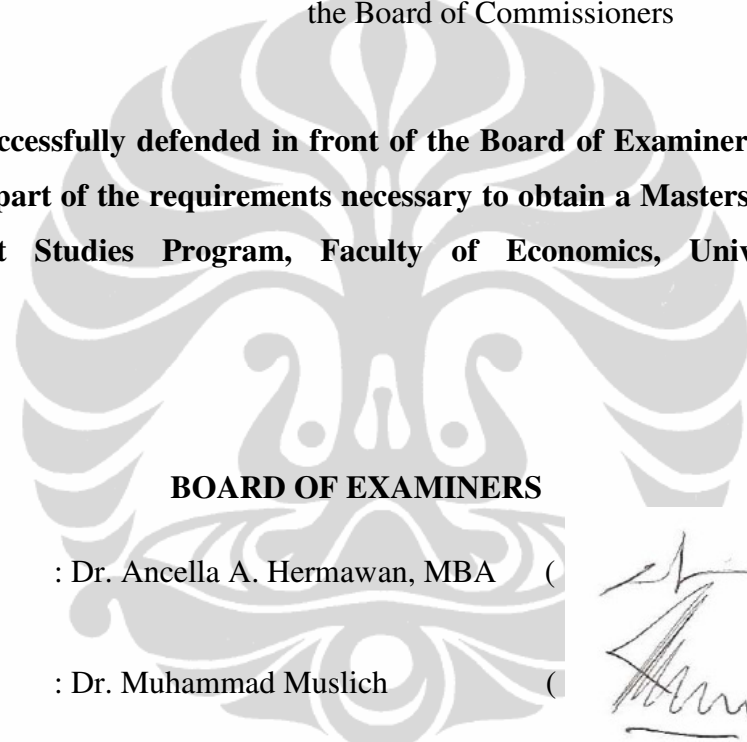 the Board of Commissioners
ccessfully defended in front of the Board of Examiner
part of the requirements necessary to obtain a Masters
t Studies Program, Faculty of Economics, Univ
BOARD OF EXAMINERS
: Dr. Ancella A. Hermawan, MBA (
: Dr. Muhammad Muslich (